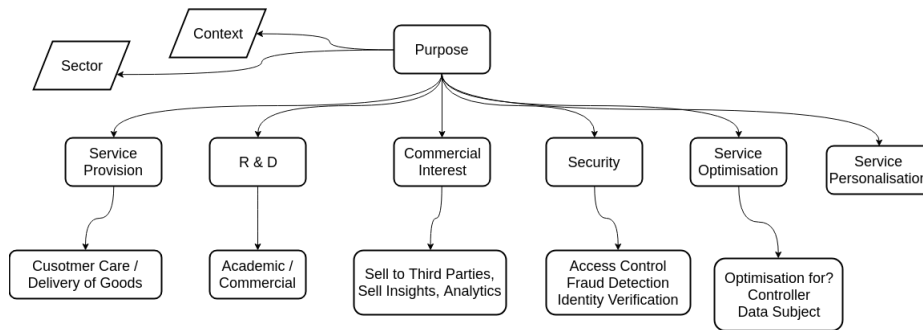 Context
Sector
Purpose
Service
Provision
R & D
Commercial
Interest
Security
Service
Optimisation
Service
Personalisation
Cusotmer Care /
Delivery of Goods
Academic /
Commercial
Sell to Third Parties,
Sell Insights, Analytics
Access Control
Fraud Detection
Identity Verification
Optimisation for?
Controller
Data Subject